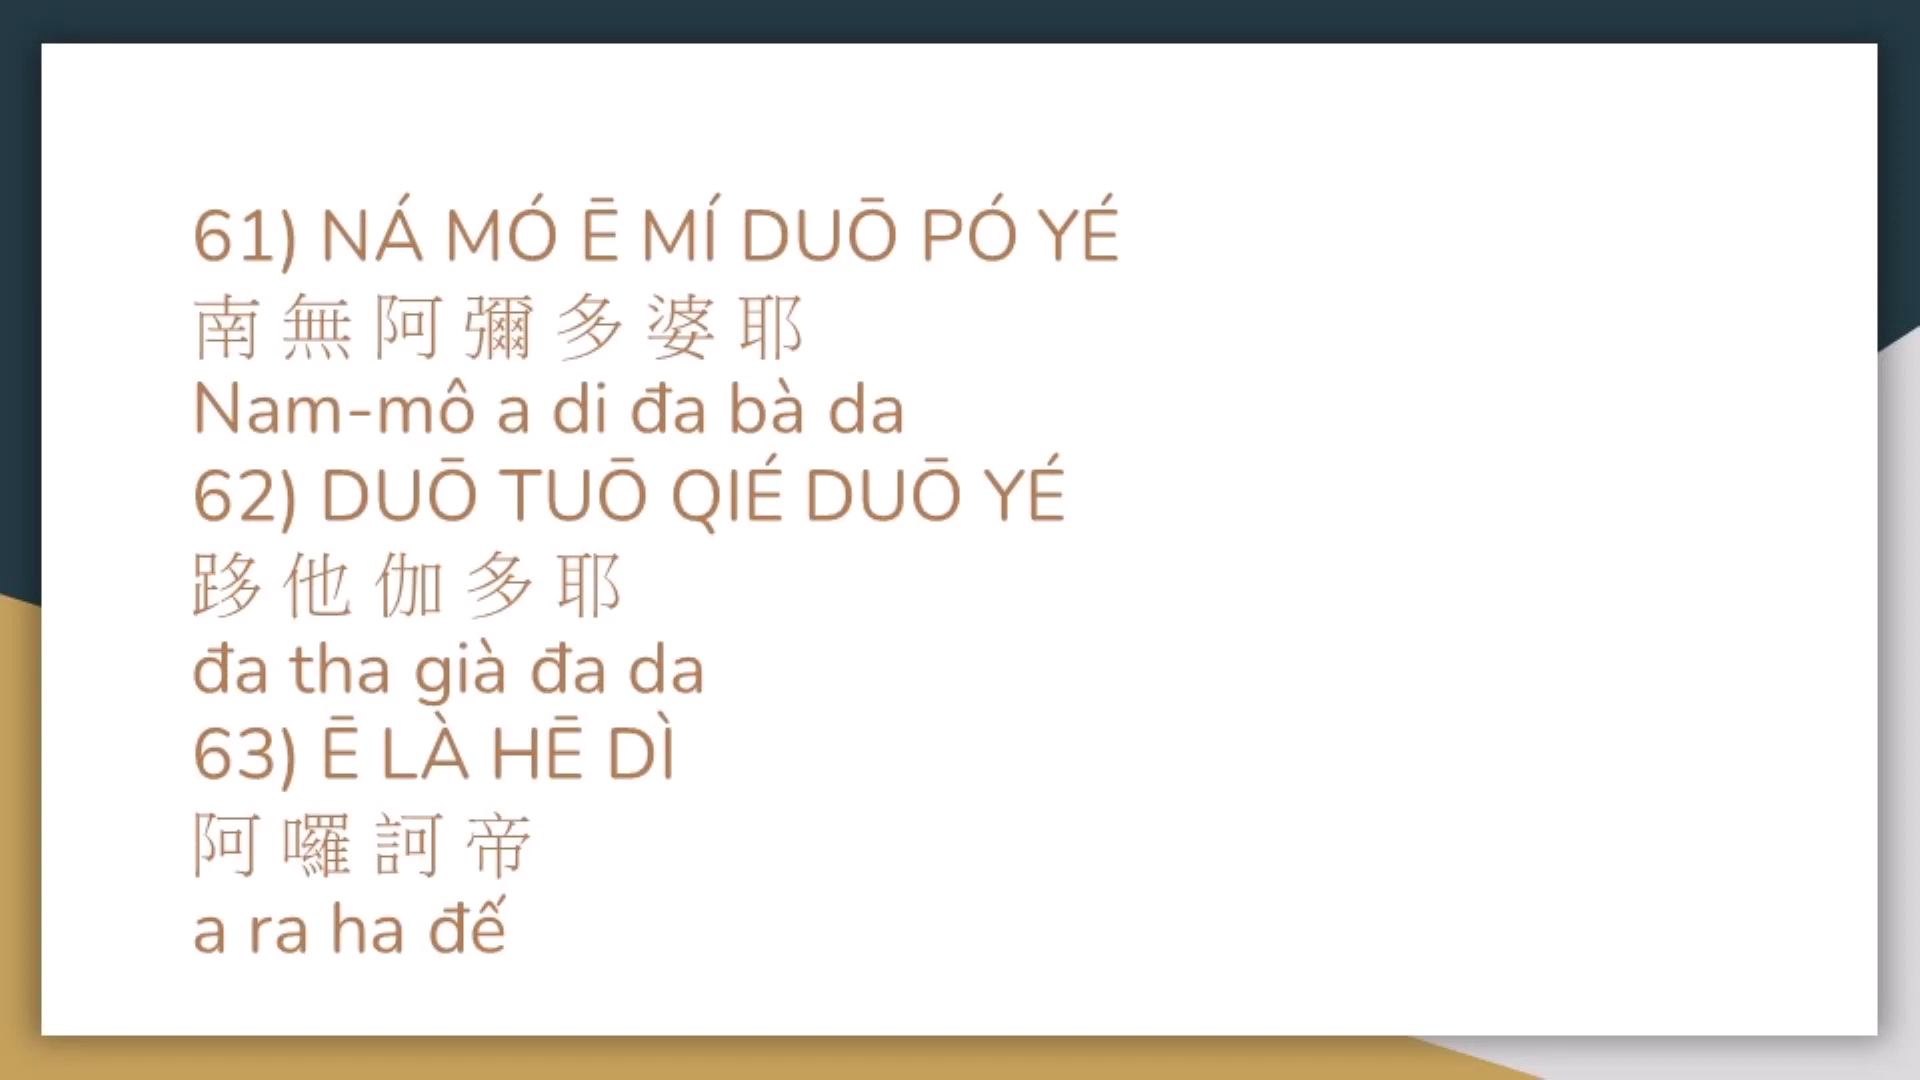 61) NÁ MÓ Ē MÍ DUŌ PÓ YÉ
南 無 阿 彌 多 婆 耶
Nam-mô a di đa bà da
62) DUŌ TUŌ QIÉ DUŌ YÉ
跢 他 伽 多 耶
đa tha già đa da
63) Ē LÀ HĒ DÌ
阿 囉 訶 帝
a ra ha đế